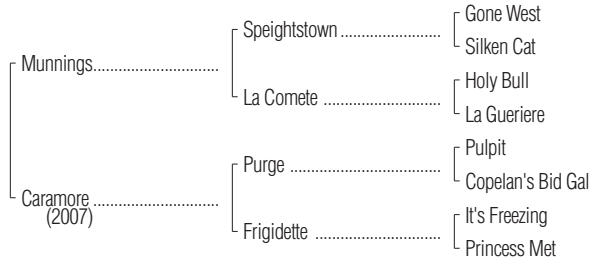 Gone West
Speightstown
Silken Cat
Munnings
Holy Bull
La Comete
La Gueriere
Pulpit
Purge
Copelan's Bid Gal
Caramore
(2007)
It's Freezing
Frigidette
Princess Met